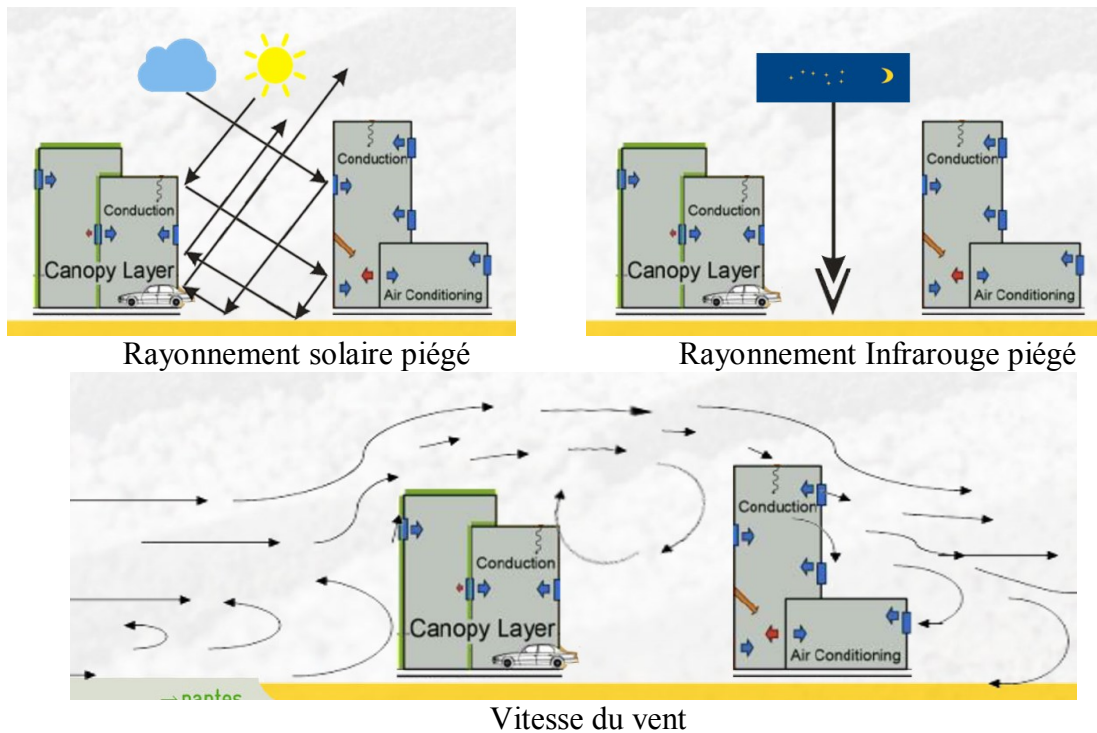 Conduction
Conduction
Canopy Layer
Air Conditioning
Rayonnement solaire piégé
Conduction
Conduction
Canopy Layer
Air Conditioning
Rayonnement Infrarouge piégé
Conduction
Conduction
Canopy Layer
Air Conditioning
Vitesse du vent